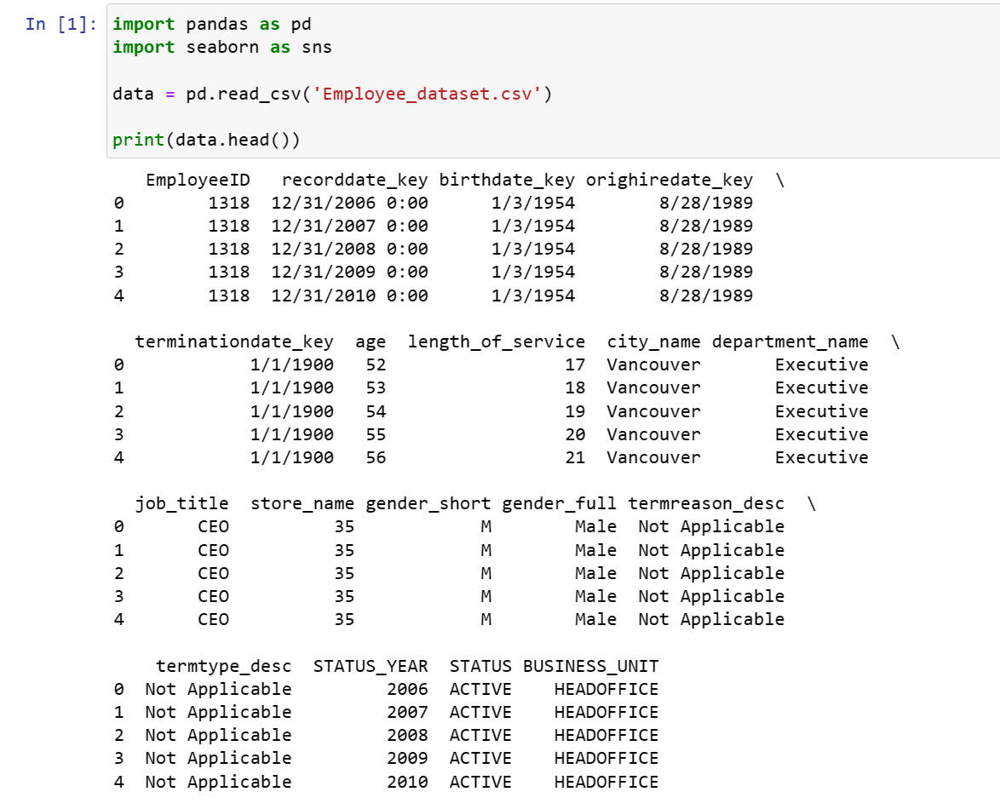 In [1]: import pandas as pd
import seaborn as sns
data = pd.read_csv('Employee_dataset.csv')
print(data.head())
EmployeeID recorddate_key birthdate_key orighiredate_key \
0 1318 12/31/2006 0:00 1/3/1954 8/28/1989
1 1318 12/31/2007 0:00 1/3/1954 8/28/1989
2 1318 12/31/2008 0:00 1/3/1954 8/28/1989
3 1318 12/31/2009 0:00 1/3/1954 8/28/1989
4 1318 12/31/2010 0:00 1/3/1954 8/28/1989
terminationdate_key age length_of_service city_name department_name \
0 1/1/1900 52 17 Vancouver Executive
1 1/1/1900 53 18 Vancouver Executive
2 1/1/1900 54 19 Vancouver Executive
3 1/1/1900 55 20 Vancouver Executive
4 1/1/1900 56 21 Vancouver Executive
job_title store_name gender_short gender_full termreason_desc \
0 CEO 35 M Male Not Applicable
1 CEO 35 M Male Not Applicable
2 CEO 35 M Male Not Applicable
3 CEO 35 M Male Not Applicable
4 CEO 35 M Male Not Applicable
termtype_desc STATUS_YEAR STATUS BUSINESS_UNIT
0 Not Applicable 2006 ACTIVE HEADOFFICE
1 Not Applicable 2007 ACTIVE HEADOFFICE
2 Not Applicable 2008 ACTIVE HEADOFFICE
3 Not Applicable 2009 ACTIVE HEADOFFICE
4 Not Applicable 2010 ACTIVE HEADOFFICE